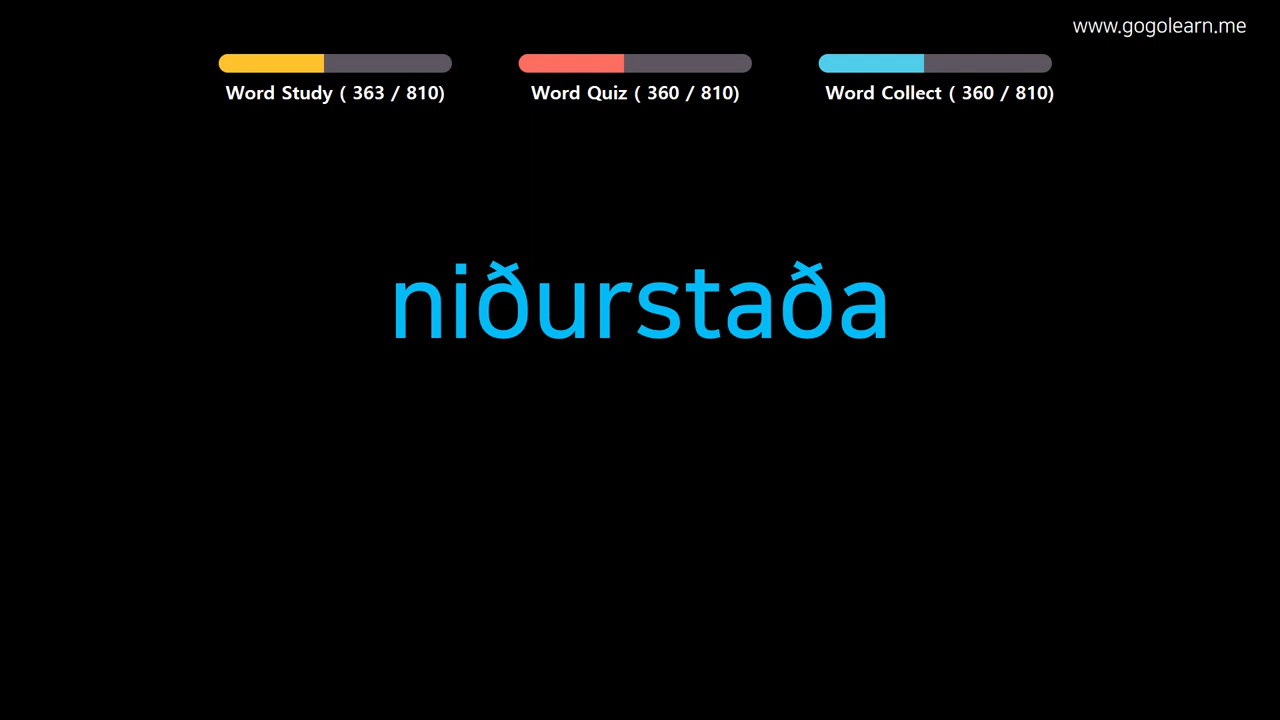 www.gogolearn.me
Word Study ( 363 / 810)
Word Quiz ( 360 / 810)
Word Collect ( 360 / 810)
niðurstaða